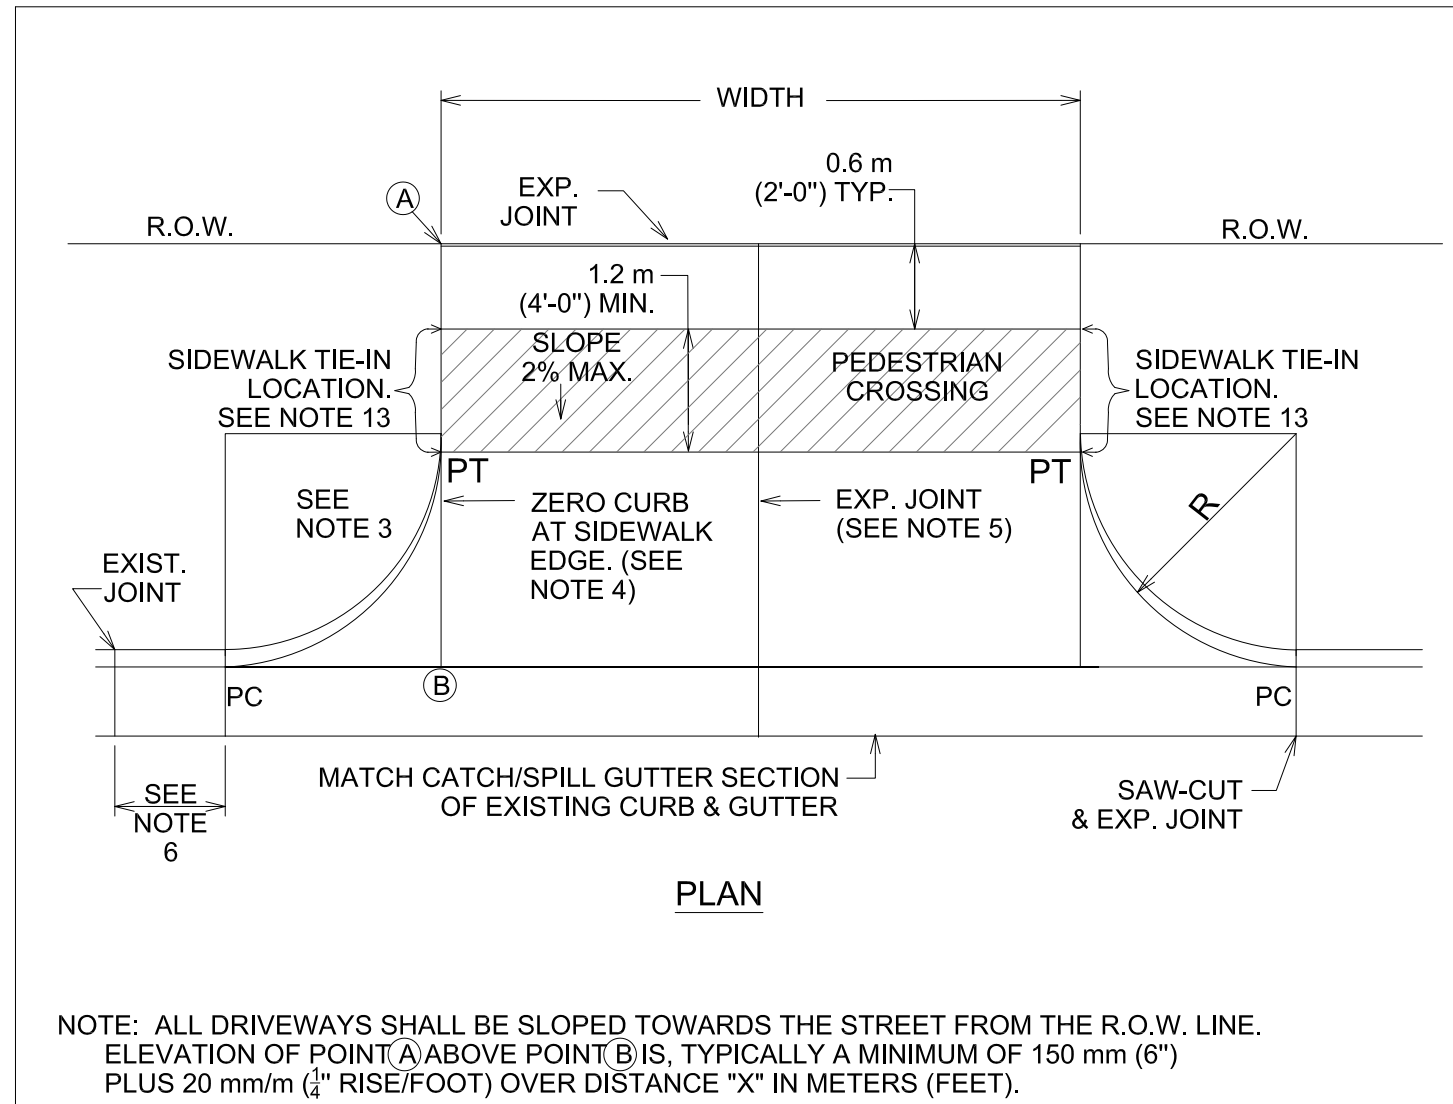 WIDTH
0.6 m
(2'-0") TYP.
EXP.
JOINT
A
R.O.W.
R.O.W.
1.2 m
(4'-0") MIN.
SLOPE
2% MAX.
PEDESTRIAN
CROSSING
SIDEWALK TIE-IN
LOCATION.
SEE NOTE 13
SIDEWALK TIE-IN
LOCATION.
SEE NOTE 13
PT
PT
SEE
NOTE 3
ZERO CURB
AT SIDEWALK
EDGE. (SEE
NOTE 4)
EXP. JOINT
(SEE NOTE 5)
R
EXIST.
JOINT
PC
B
PC
MATCH CATCH/SPILL GUTTER SECTION
OF EXISTING CURB & GUTTER
SEE
NOTE
6
SAW-CUT
& EXP. JOINT
PLAN
NOTE: ALL DRIVEWAYS SHALL BE SLOPED TOWARDS THE STREET FROM THE R.O.W. LINE.
ELEVATION OF POINT A ABOVE POINT B IS, TYPICALLY A MINIMUM OF 150 mm (6")
PLUS 20 mm/m (1/4" RISE/FOOT) OVER DISTANCE "X" IN METERS (FEET).